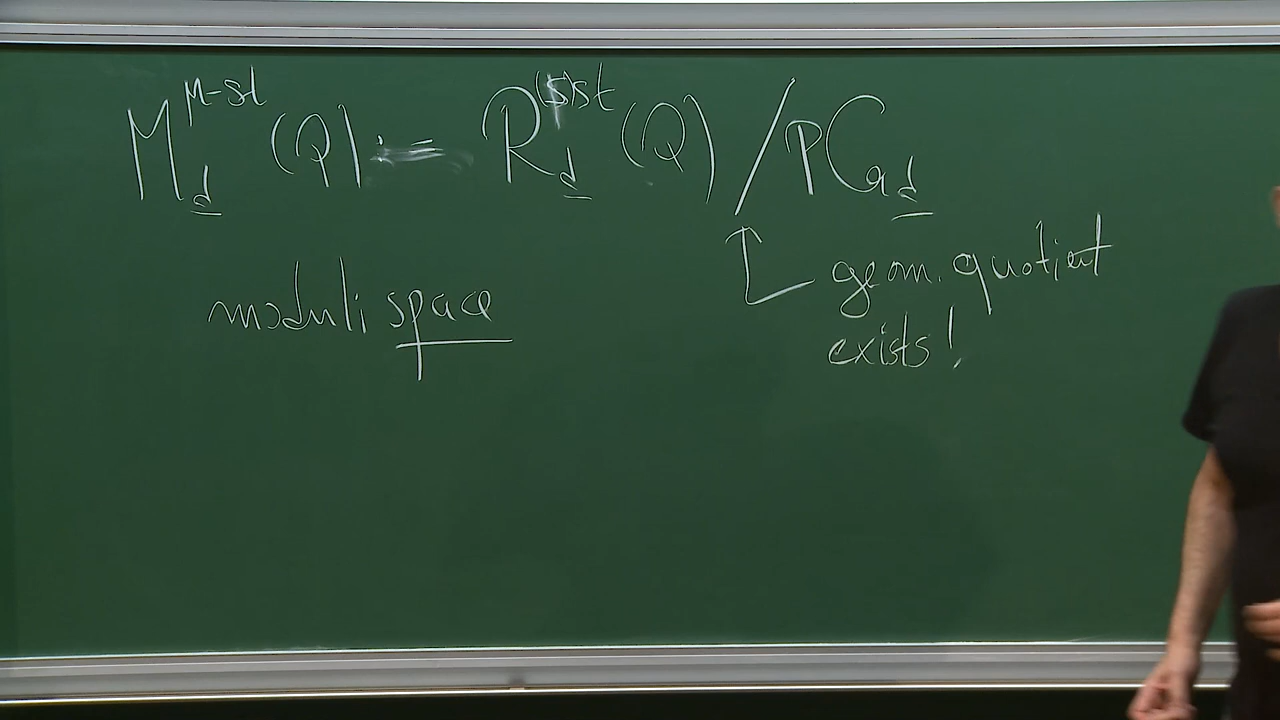 M_d^{μ-st} (Q) := R_d^{(s)st} (Q) / PG_d
moduli space
geom. quotient
exists!